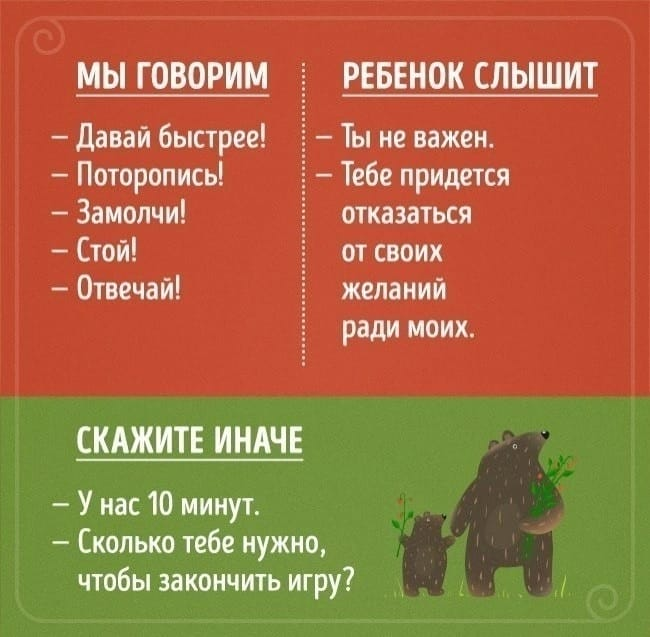 МЫ ГОВОРИМ
– Давай быстрее!
– Поторопись!
– Замолчи!
– Стой!
– Отвечай!
РЕБЕНОК СЛЫШИТ
– Ты не важен.
– Тебе придется
отказаться
от своих
желаний
ради моих.
СКАЖИТЕ ИНАЧЕ
– У нас 10 минут.
– Сколько тебе нужно,
чтобы закончить игру?